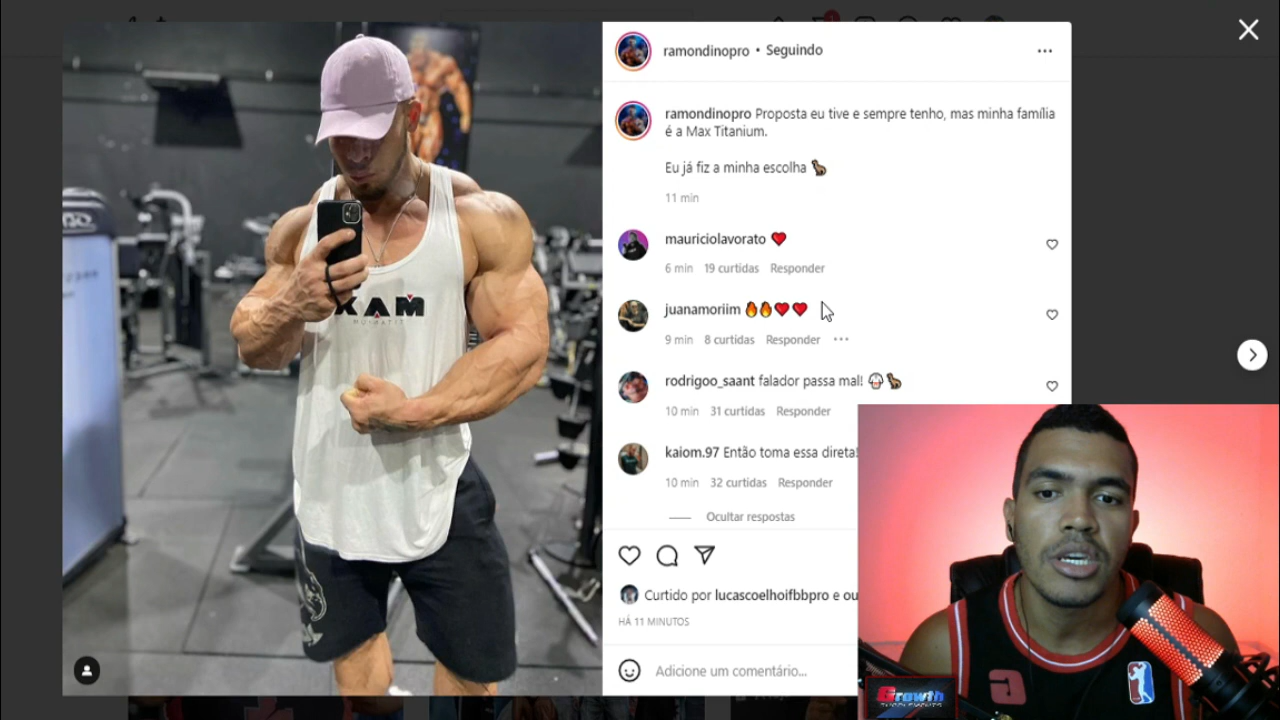 ramondinopro • Seguindo
ramondinopro Proposta eu tive e sempre tenho, mas minha família
é a Max Titanium.
Eu já fiz a minha escolha
11 min
mauriciolavorato
6 min 19 curtidas Responder
juanamoriim
9 min 8 curtidas Responder
rodrigoo_saant falador passa mal!
10 min 31 curtidas Responder
kaiom.97 Então toma essa direta!
10 min 32 curtidas Responder
Ocultar respostas
Curtido por lucascoelhoifbbpro e ou
HÁ 11 MINUTOS
Adicione um comentário...
MAX
TITANIUM
Growth